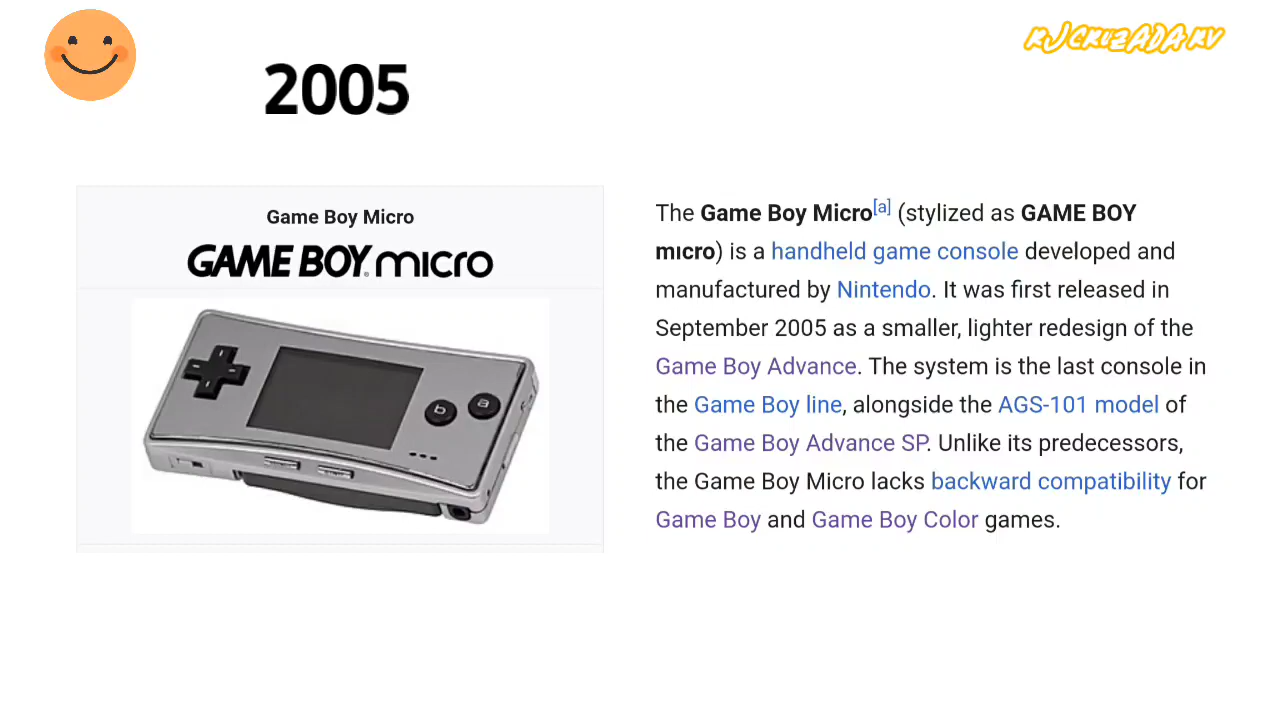 KJCRUZADA KV
2005
Game Boy Micro
GAME BOY® micro
b a
The Game Boy Micro[a] (stylized as GAME BOY
mıcro) is a handheld game console developed and
manufactured by Nintendo. It was first released in
September 2005 as a smaller, lighter redesign of the
Game Boy Advance. The system is the last console in
the Game Boy line, alongside the AGS-101 model of
the Game Boy Advance SP. Unlike its predecessors,
the Game Boy Micro lacks backward compatibility for
Game Boy and Game Boy Color games.